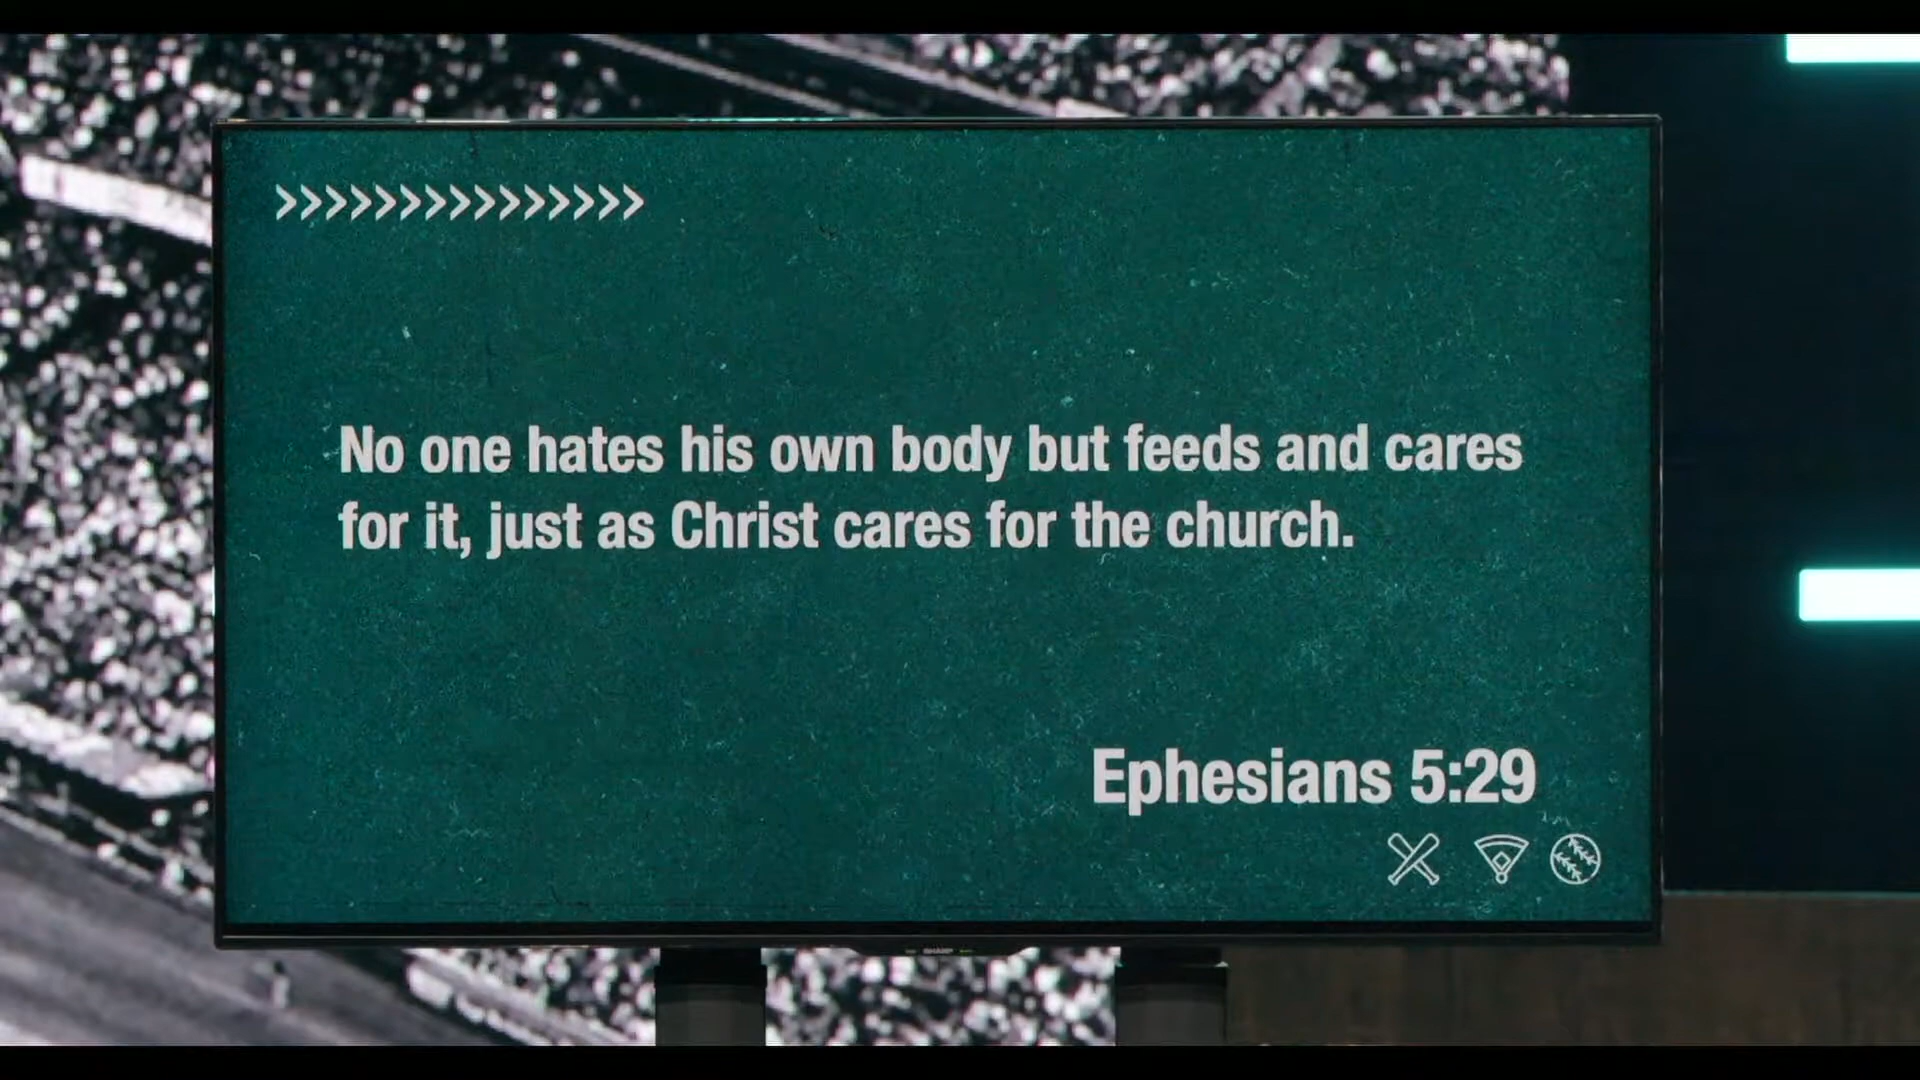 >>>>>>>>>>>>>>>
No one hates his own body but feeds and cares
for it, just as Christ cares for the church.
Ephesians 5:29
SHARP